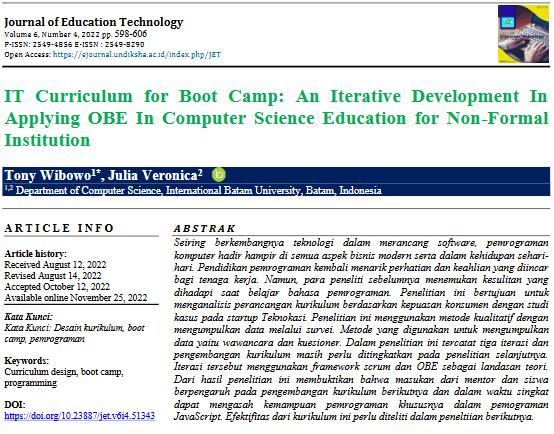 Journal of Education Technology
Volume 6, Number 4, 2022 pp. 598-606
P-ISSN: 2549-4856 E-ISSN : 2549-8290
Open Access: https://ejournal.undiksha.ac.id/index.php/JET
IT Curriculum for Boot Camp: An Iterative Development In
Applying OBE In Computer Science Education for Non-Formal
Institution
Tony Wibowo1*, Julia Veronica2
1,2 Department of Computer Science, International Batam University, Batam, Indonesia
ARTICLE INFO
Article history:
Received August 12, 2022
Revised August 14, 2022
Accepted October 12, 2022
Available online November 25, 2022
Kata Kunci:
Kata Kunci: Desain kurikulum, boot
camp, pemrograman
Keywords:
Curriculum design, boot camp,
programming
DOI:
https://doi.org/10.23887/jet.v6i4.51343
ABSTRAK
Seiring berkembangnya teknologi dalam merancang software, pemrograman
komputer hadir hampir di semua aspek bisnis modern serta dalam kehidupan sehari-
hari. Pendidikan pemrograman kembali menarik perhatian dan keahlian yang diincar
bagi tenaga kerja. Namun, para peniliti sebelumnya menemukan kesulitan yang
dihadapi saat belajar bahasa pemrograman. Penelitian ini bertujuan untuk
menganalisis perancangan kurikulum berdasarkan kepuasan konsumen dengan studi
kasus pada startup Teknokasi. Penelitian ini menggunakan metode kualitatif dengan
mengumpulkan data melalui survei. Metode yang digunakan untuk mengumpulkan
data yaitu wawancara dan kuesioner. Dalam penelitian ini tercatat tiga iterasi dan
pengembangan kurikulum masih perlu ditingkatkan pada penelitian selanjutnya.
Iterasi tersebut menggunakan framework scrum dan OBE sebagai landasan teori.
Dari hasil penelitian ini membuktikan bahwa masukan dari mentor dan siswa
berpengaruh pada pengembangan kurikulum berikutnya dan dalam waktu singkat
dapat mengasah kemampuan pemrograman khususnya dalam pemograman
JavaScript. Efektifitas dari kurikulum ini perlu diteliti dalam penelitian berikutnya.